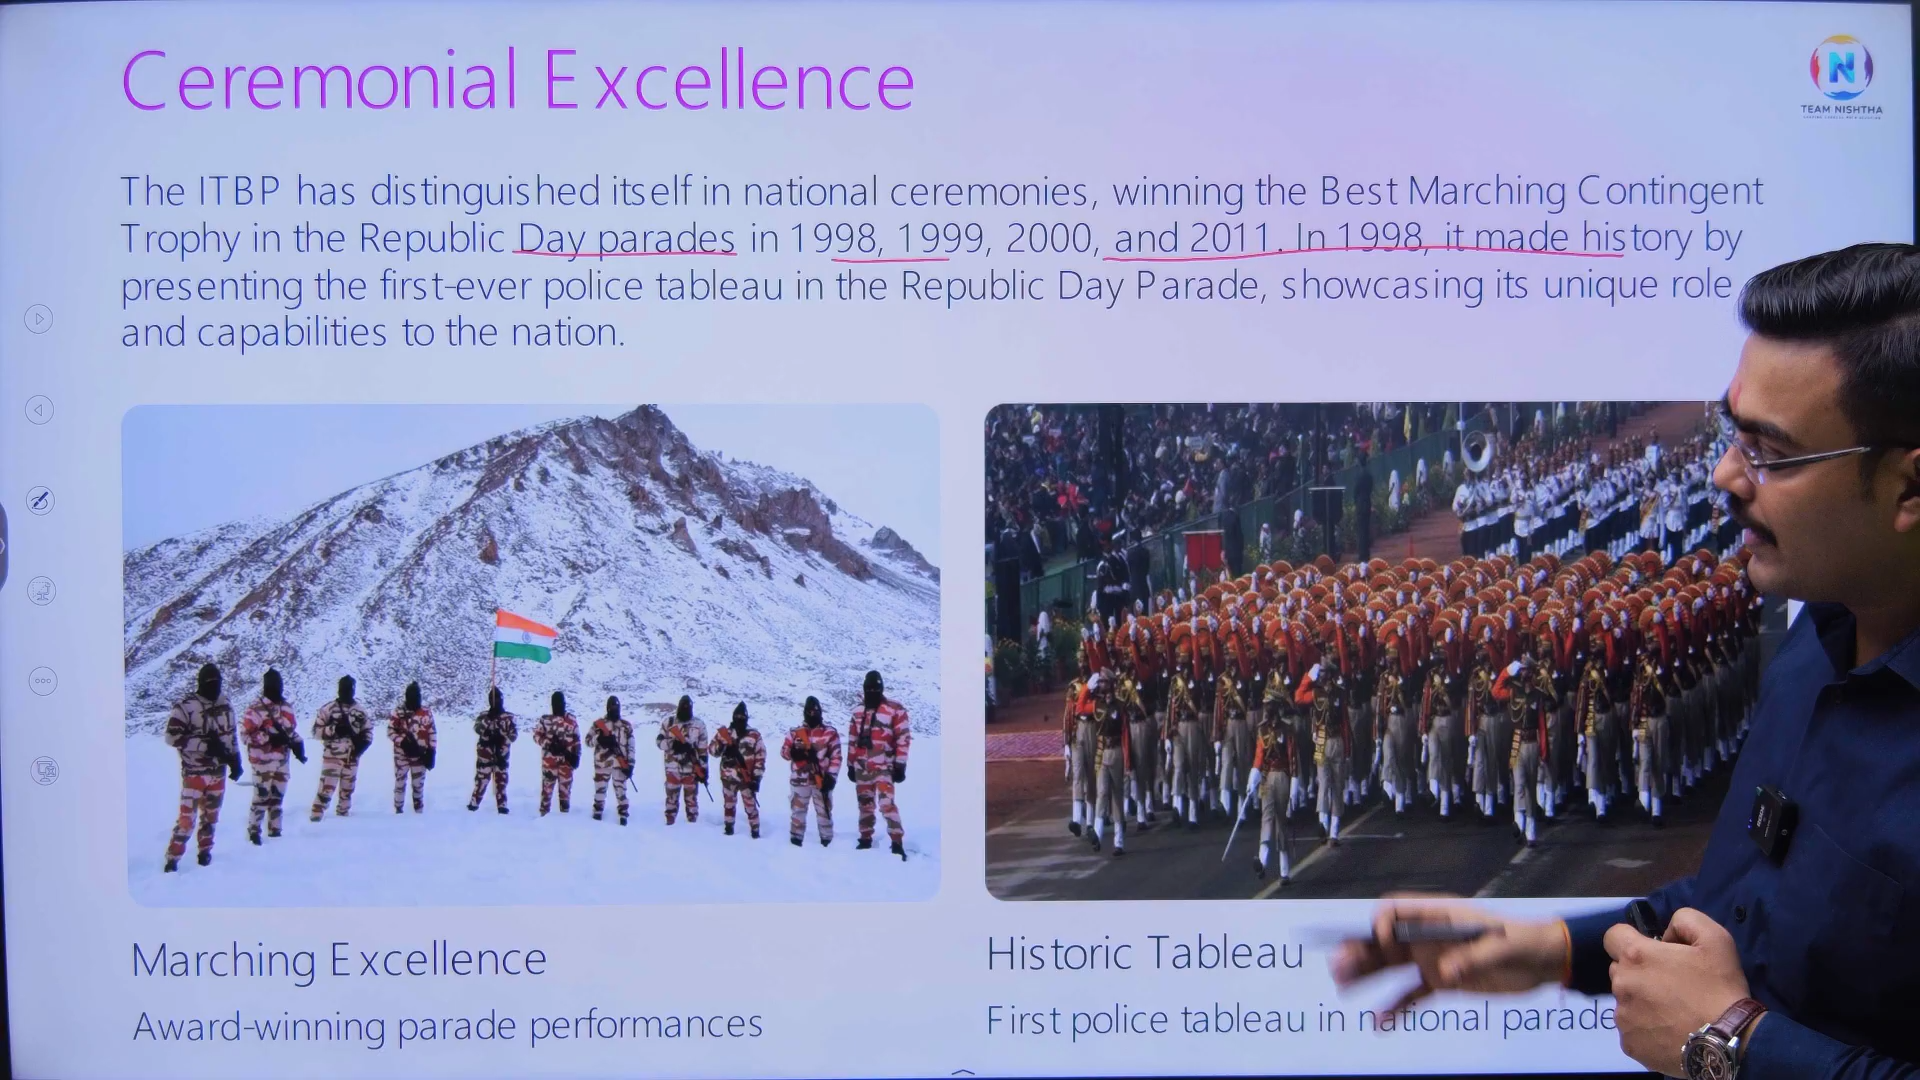 Ceremonial Excellence
TEAM NISHTHA
The ITBP has distinguished itself in national ceremonies, winning the Best Marching Contingent
Trophy in the Republic Day parades in 1998, 1999, 2000, and 2011. In 1998, it made history by
presenting the first-ever police tableau in the Republic Day Parade, showcasing its unique role
and capabilities to the nation.
Marching Excellence
Award-winning parade performances
Historic Tableau
First police tableau in national parade